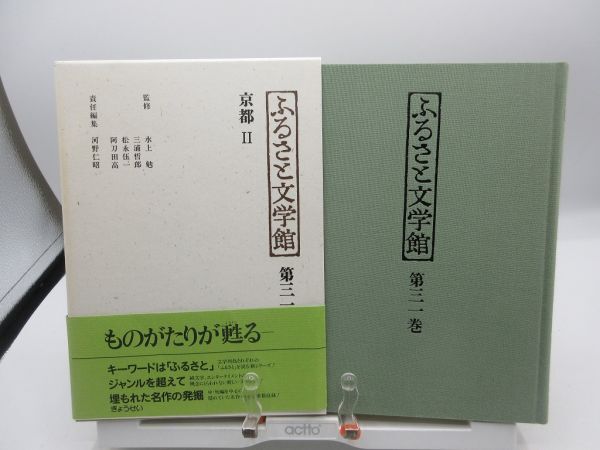 ふるさと文学館
第三一
京都 II
監修
水上 勉
三浦哲郎
松永伍一
阿刀田高
責任編集
河野仁昭
ものがたりが甦る
キーワードは「ふるさと」
ジャンルを超えて
埋もれた名作の発掘
ぎょうせい
ふるさと文学館
第三一巻
actto